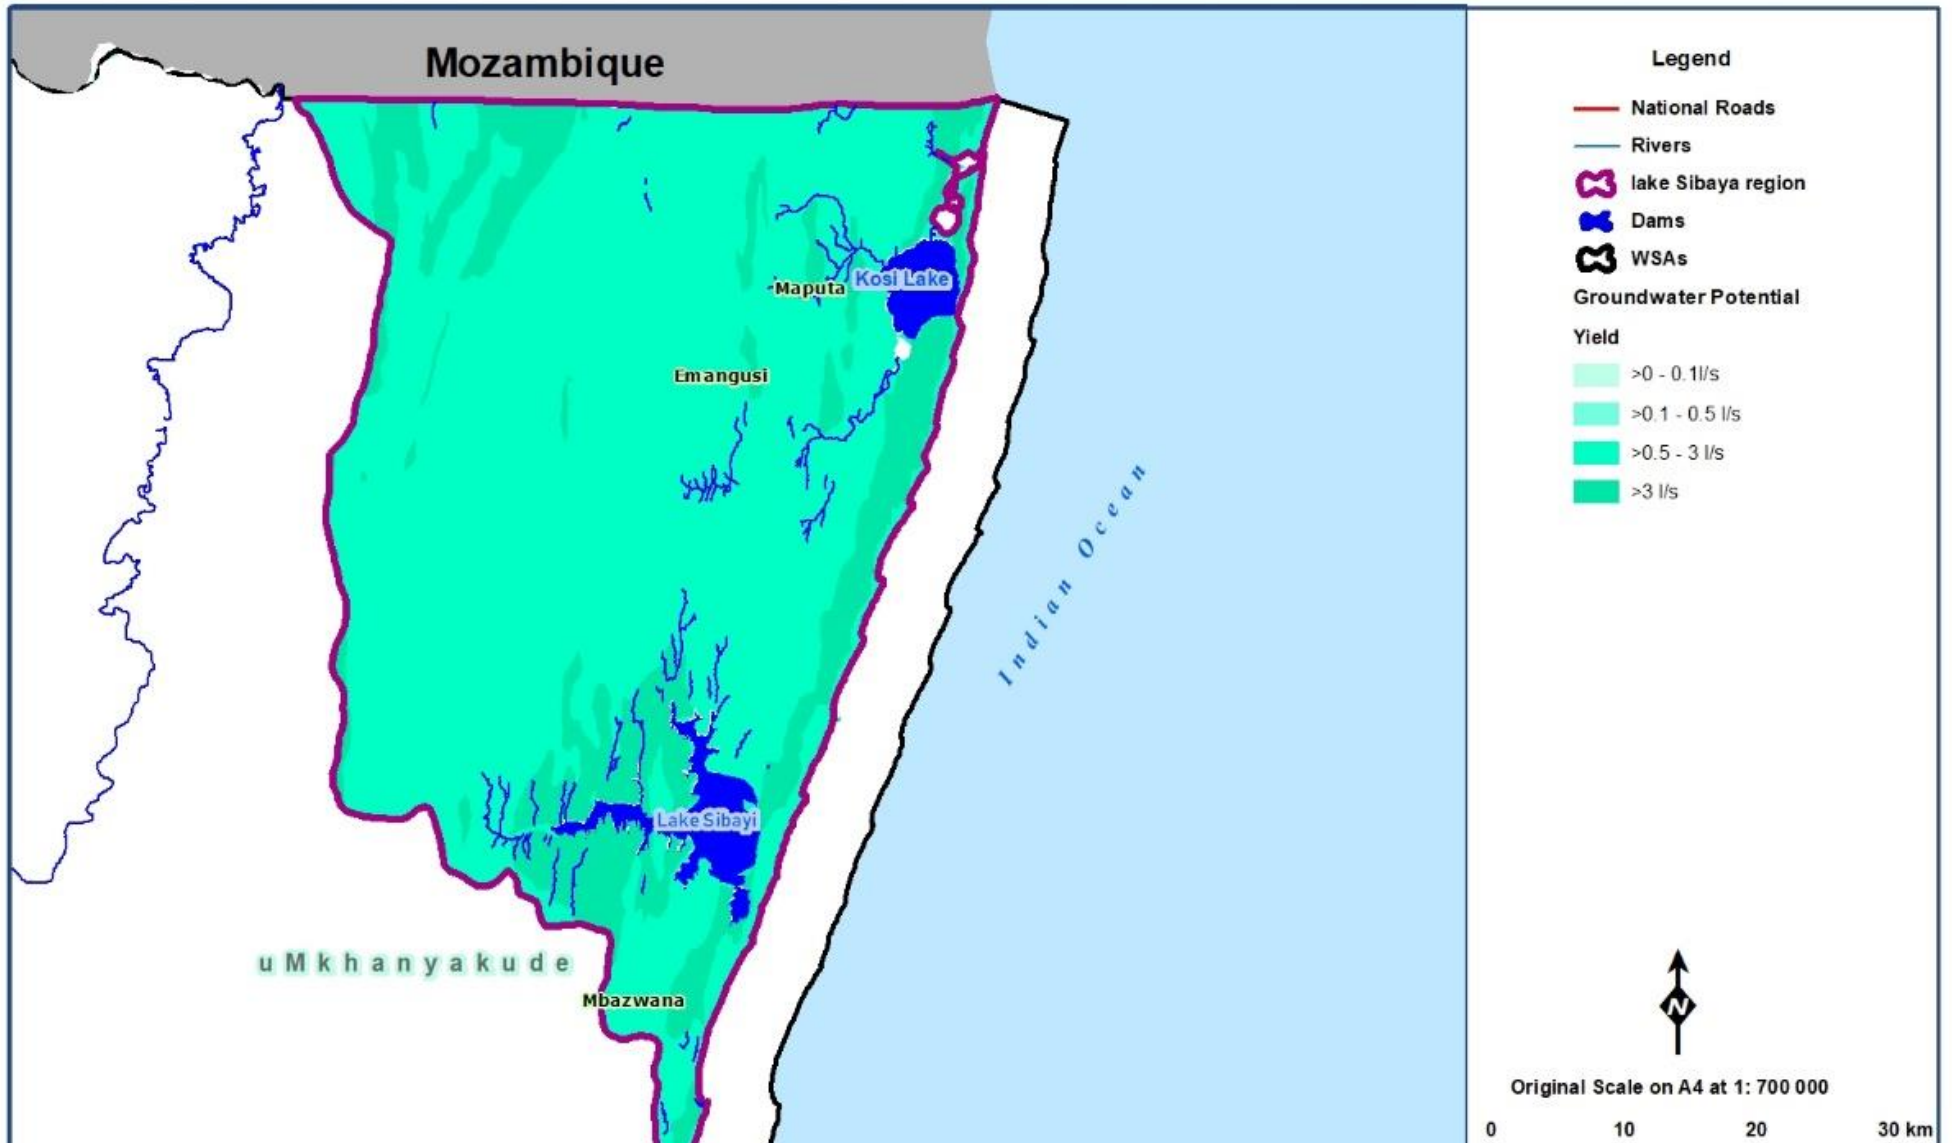 Mozambique
Maputa
Kosi Lake
Emangusi
Indian Ocean
Lake Sibayi
uMkhanyakude
Mbazwana
Legend
National Roads
Rivers
lake Sibaya region
Dams
WSAs
Groundwater Potential
Yield
>0 - 0.1l/s
>0.1 - 0.5 l/s
>0.5 - 3 l/s
>3 l/s
N
Original Scale on A4 at 1: 700 000
0 10 20 30 km